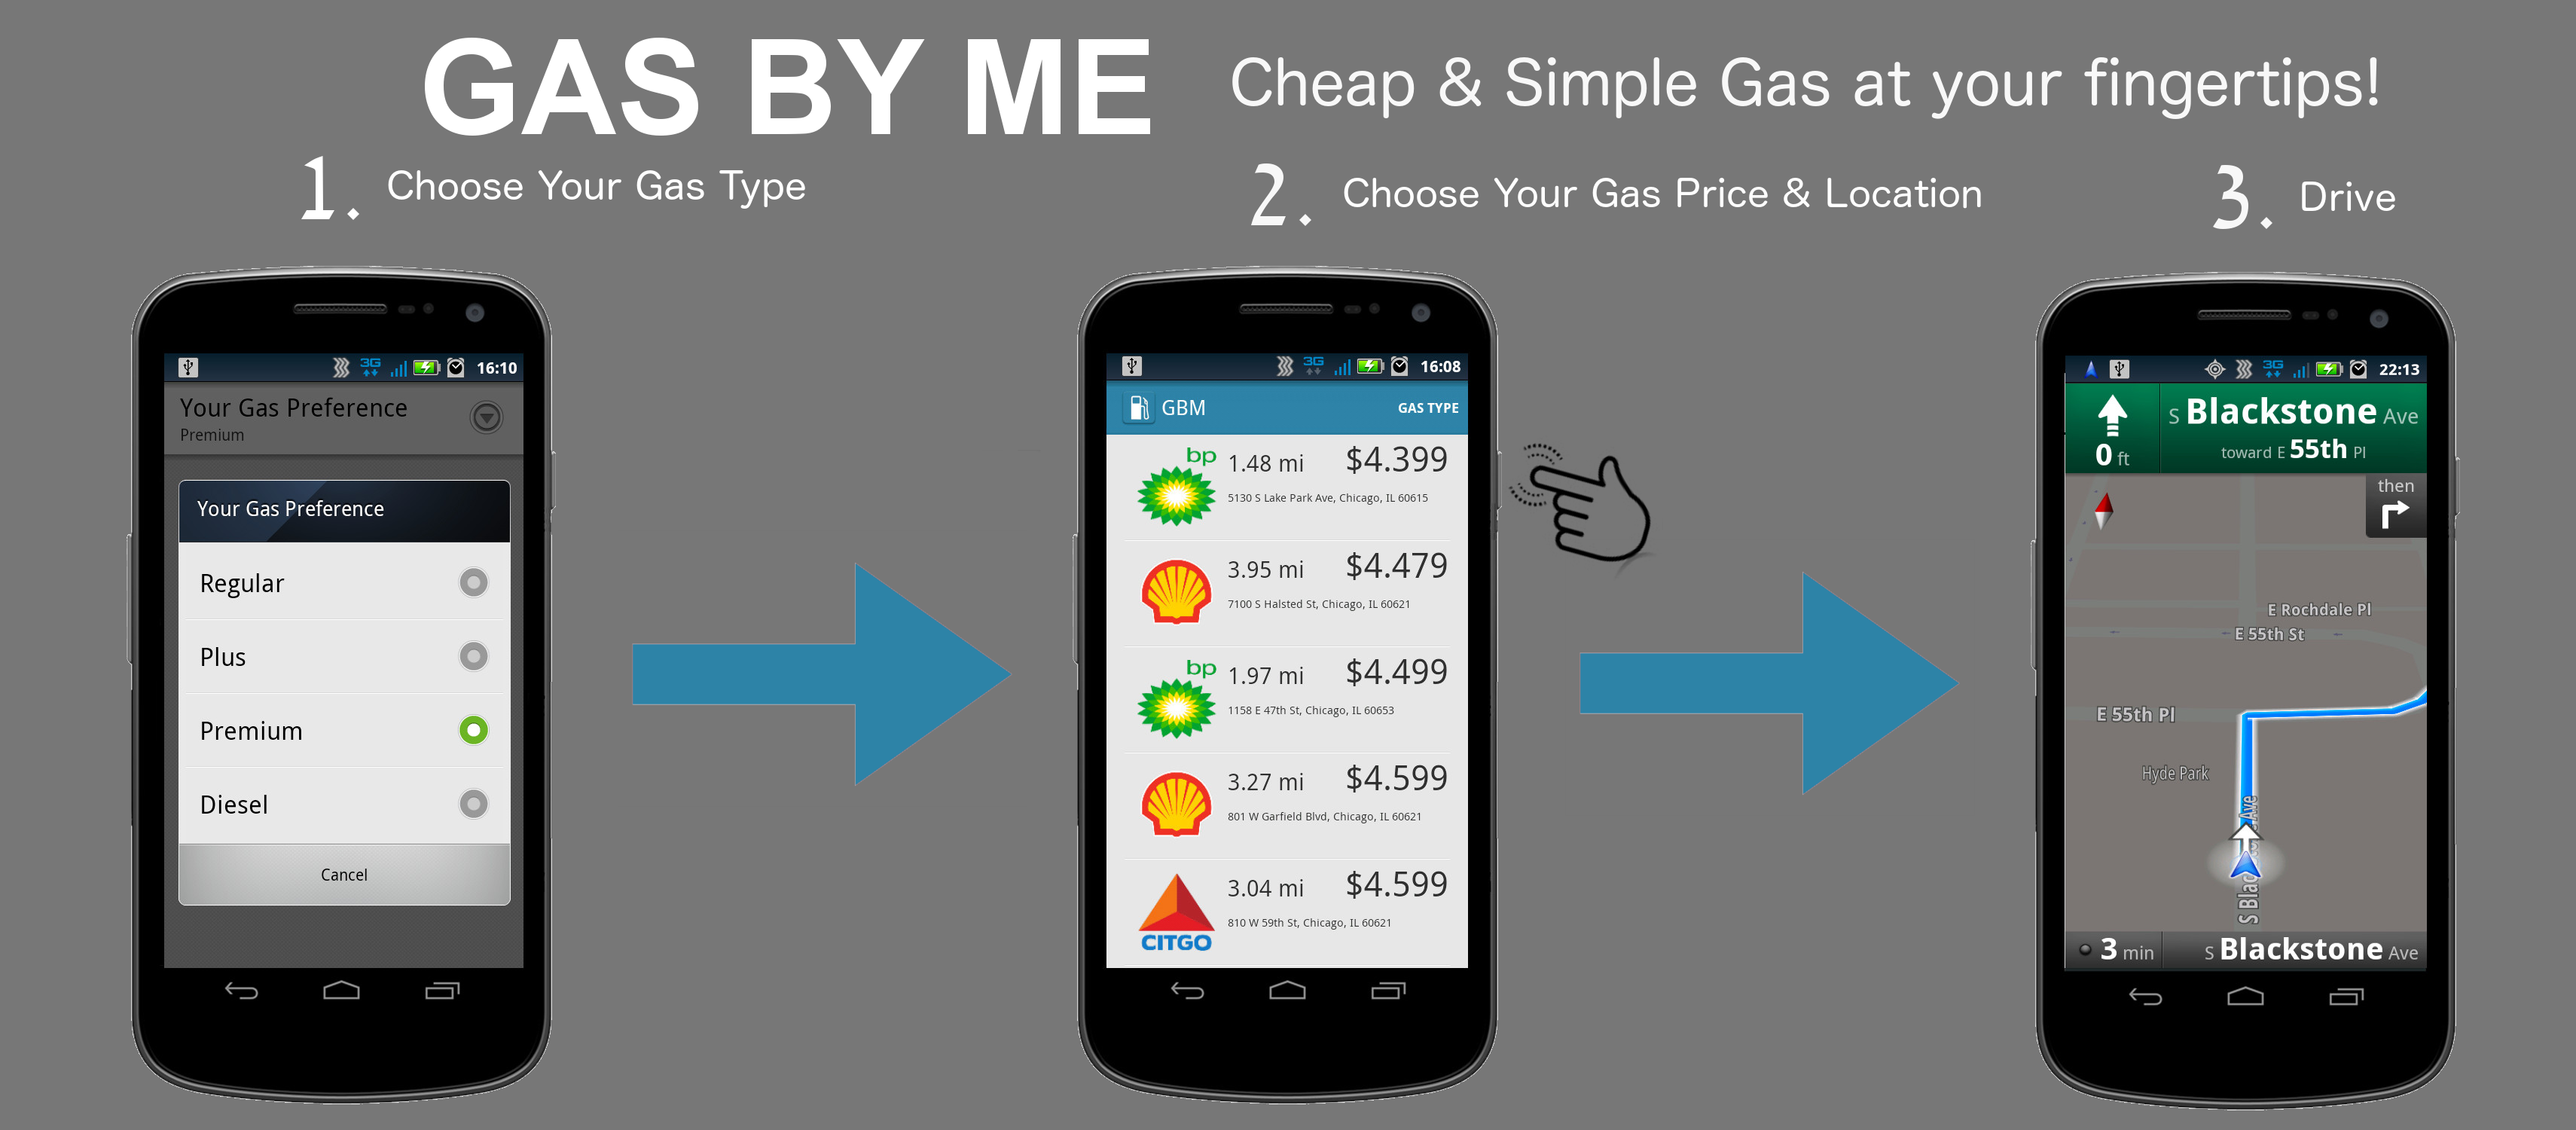 GAS BY ME
Cheap & Simple Gas at your fingertips!
1. Choose Your Gas Type
2. Choose Your Gas Price & Location
3. Drive
16:10
Your Gas Preference
Premium
Your Gas Preference
Regular
Plus
Premium
Diesel
Cancel
3G
16:08
GBM
GAS TYPE
bp
1.48 mi
$4.399
5130 S Lake Park Ave, Chicago, IL 60615
3.95 mi
$4.479
7100 S Halsted St, Chicago, IL 60621
bp
1.97 mi
$4.499
1158 E 47th St, Chicago, IL 60653
3.27 mi
$4.599
801 W Garfield Blvd, Chicago, IL 60621
CITGO
3.04 mi
$4.599
810 W 59th St, Chicago, IL 60621
3G
22:13
S Blackstone Ave
0 ft
toward E 55th Pl
then
E Rochdale Pl
E 55th St
E 55th Pl
Hyde Park
3 min
S Blackstone Ave